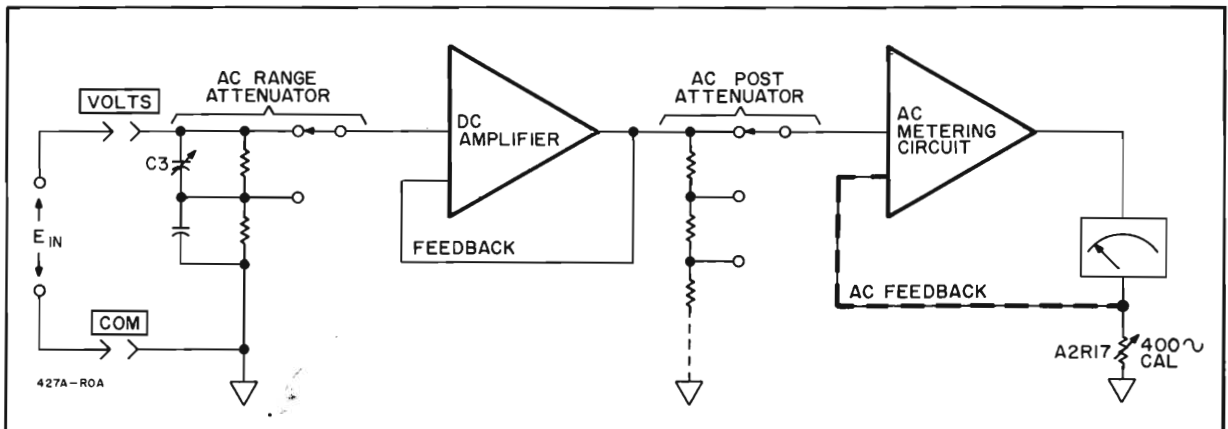 AC RANGE
ATTENUATOR
AC POST
ATTENUATOR
VOLTS
C3
DC
AMPLIFIER
AC
METERING
CIRCUIT
E IN
FEEDBACK
AC FEEDBACK
COM
A2R17
400~
CAL
427A-ROA